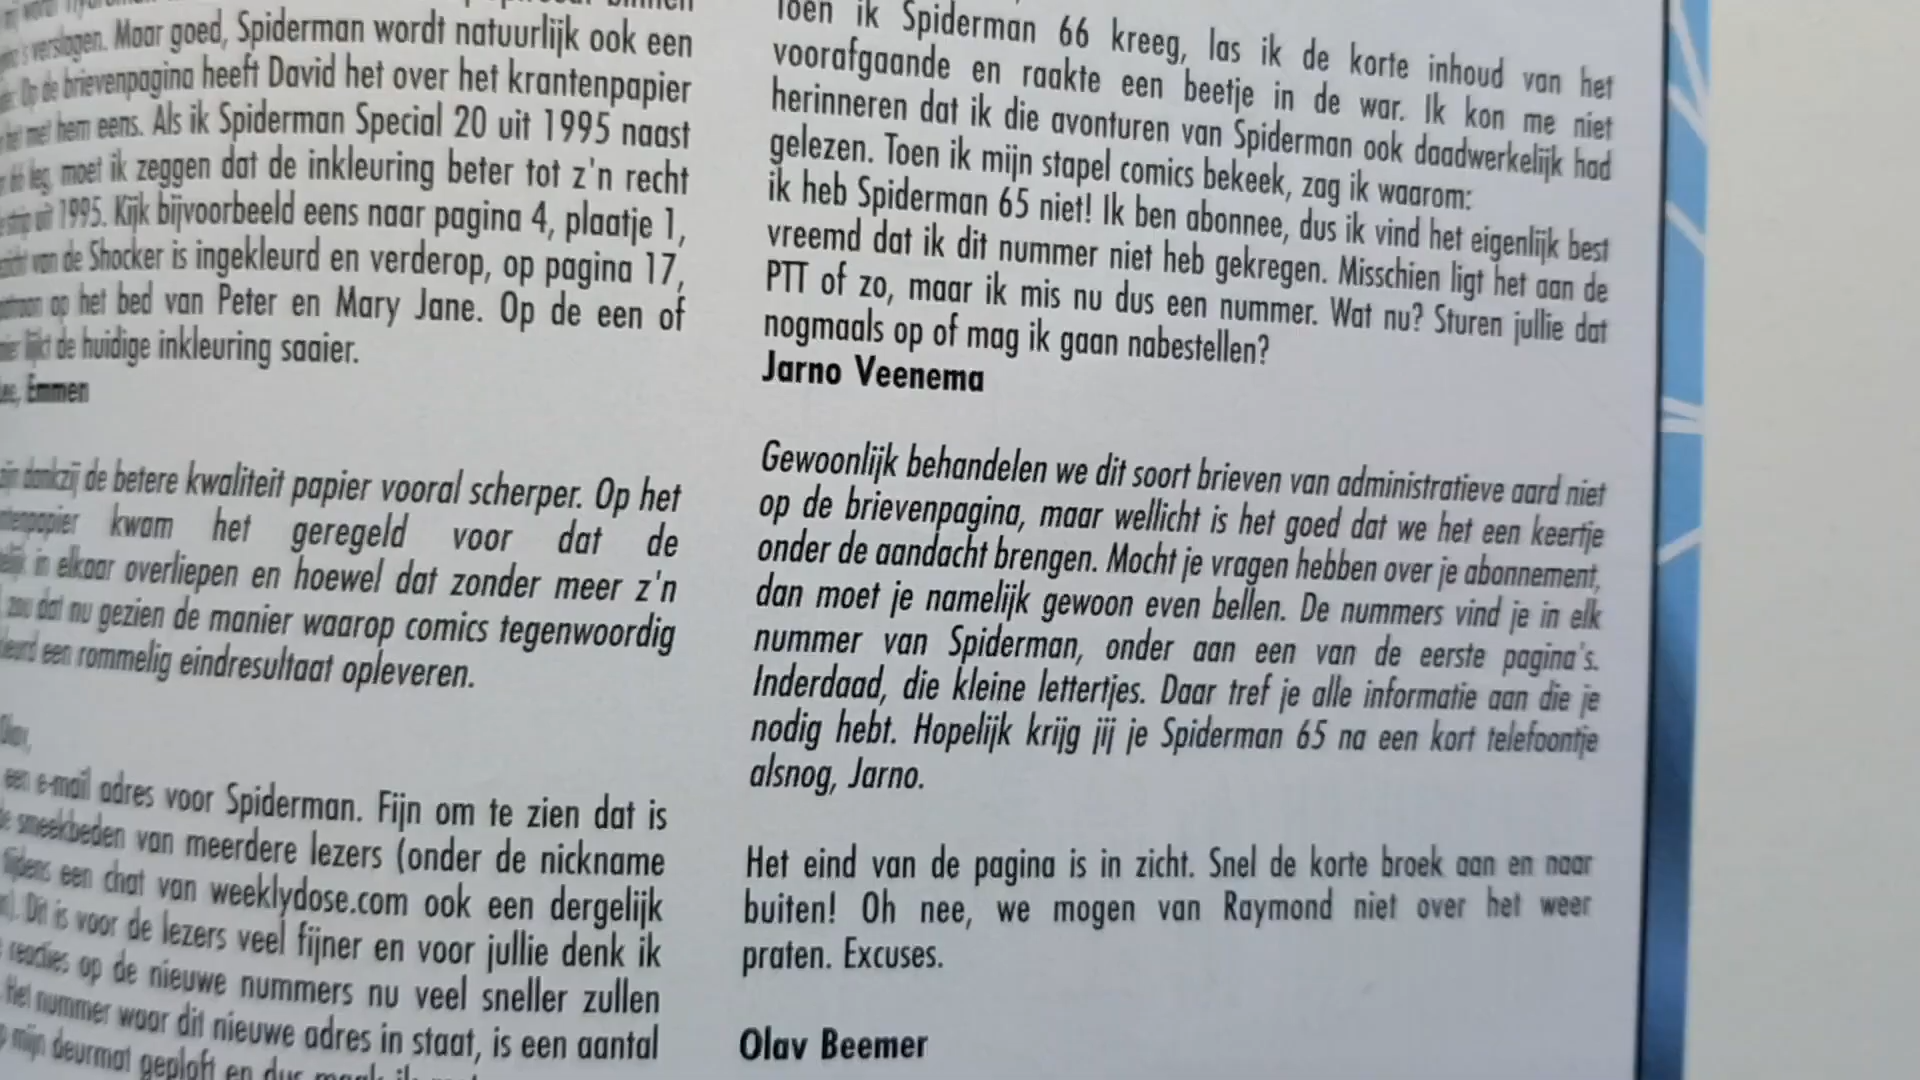 Maar goed, Spiderman wordt natuurlijk ook een
Op de brievenpagina heeft David het over het krantenpapier
met hem eens. Als ik Spiderman Special 20 uit 1995 naast
leg, moet ik zeggen dat de inkleuring beter tot z'n recht
uit 1995. Kijk bijvoorbeeld eens naar pagina 4, plaatje 1,
van de Shocker is ingekleurd en verderop, op pagina 17,
op het bed van Peter en Mary Jane. Op de een of
lijkt de huidige inkleuring saaier.
Emmen
dankzij de betere kwaliteit papier vooral scherper. Op het
kwam het geregeld voor dat de
in elkaar overliepen en hoewel dat zonder meer z'n
zou dat nu gezien de manier waarop comics tegenwoordig
een rommelig eindresultaat opleveren.
Olav,
een e-mail adres voor Spiderman. Fijn om te zien dat is
smeekbeden van meerdere lezers (onder de nickname
tijdens een chat van weeklydose.com ook een dergelijk
Dit is voor de lezers veel fijner en voor jullie denk ik
reacties op de nieuwe nummers nu veel sneller zullen
Het nummer waar dit nieuwe adres in staat, is een aantal
mijn deurmat geploft en dus maak ik
Toen ik Spiderman 66 kreeg, las ik de korte inhoud van het
voorafgaande en raakte een beetje in de war. Ik kon me niet
herinneren dat ik die avonturen van Spiderman ook daadwerkelijk had
gelezen. Toen ik mijn stapel comics bekeek, zag ik waarom:
ik heb Spiderman 65 niet! Ik ben abonnee, dus ik vind het eigenlijk best
vreemd dat ik dit nummer niet heb gekregen. Misschien ligt het aan de
PTT of zo, maar ik mis nu dus een nummer. Wat nu? Sturen jullie dat
nogmaals op of mag ik gaan nabestellen?
Jarno Veenema
Gewoonlijk behandelen we dit soort brieven van administratieve aard niet
op de brievenpagina, maar wellicht is het goed dat we het een keertje
onder de aandacht brengen. Mocht je vragen hebben over je abonnement,
dan moet je namelijk gewoon even bellen. De nummers vind je in elk
nummer van Spiderman, onder aan een van de eerste pagina's.
Inderdaad, die kleine lettertjes. Daar tref je alle informatie aan die je
nodig hebt. Hopelijk krijg jij je Spiderman 65 na een kort telefoontje
alsnog, Jarno.
Het eind van de pagina is in zicht. Snel de korte broek aan en naar
buiten! Oh nee, we mogen van Raymond niet over het weer
praten. Excuses.
Olav Beemer